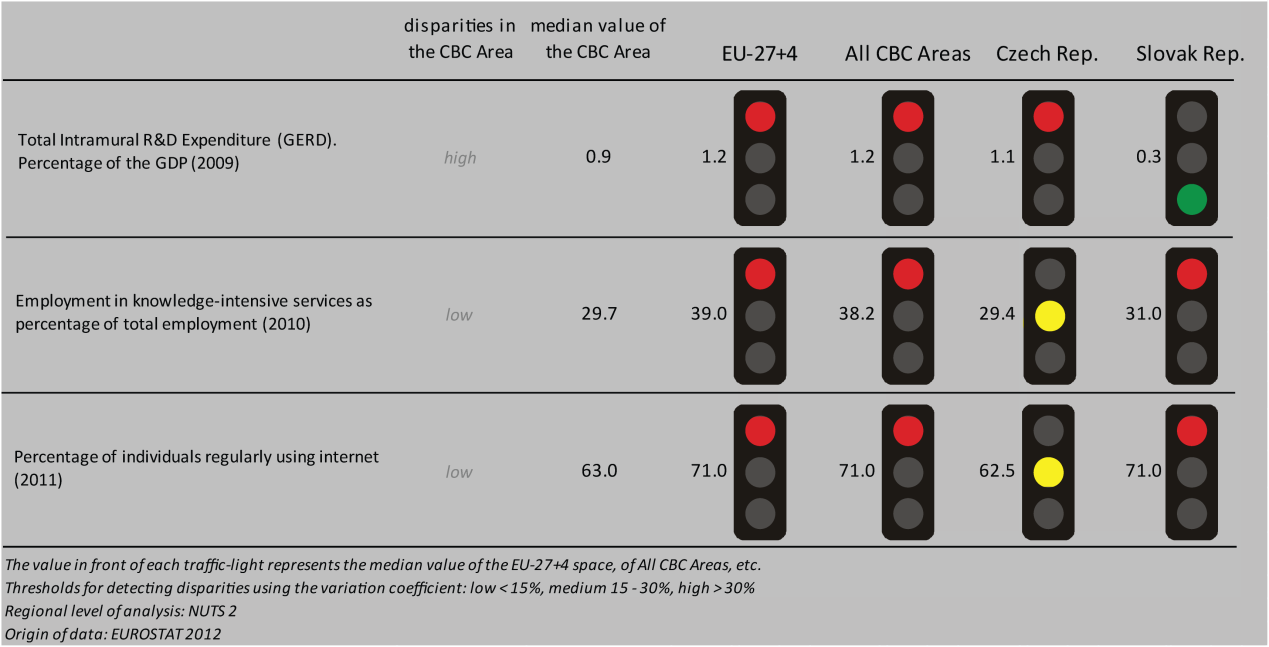 disparities in median value of
the CBC Area the CBC Area EU-27+4 All CBC Areas Czech Rep. Slovak Rep.
Total Intramural R&D Expenditure (GERD).
Percentage of the GDP (2009) high 0.9 1.2 1.2 1.1 0.3
Employment in knowledge-intensive services as
percentage of total employment (2010) low 29.7 39.0 38.2 29.4 31.0
Percentage of individuals regularly using internet
(2011) low 63.0 71.0 71.0 62.5 71.0
The value in front of each traffic-light represents the median value of the EU-27+4 space, of All CBC Areas, etc.
Thresholds for detecting disparities using the variation coefficient: low < 15%, medium 15 - 30%, high > 30%
Regional level of analysis: NUTS 2
Origin of data: EUROSTAT 2012